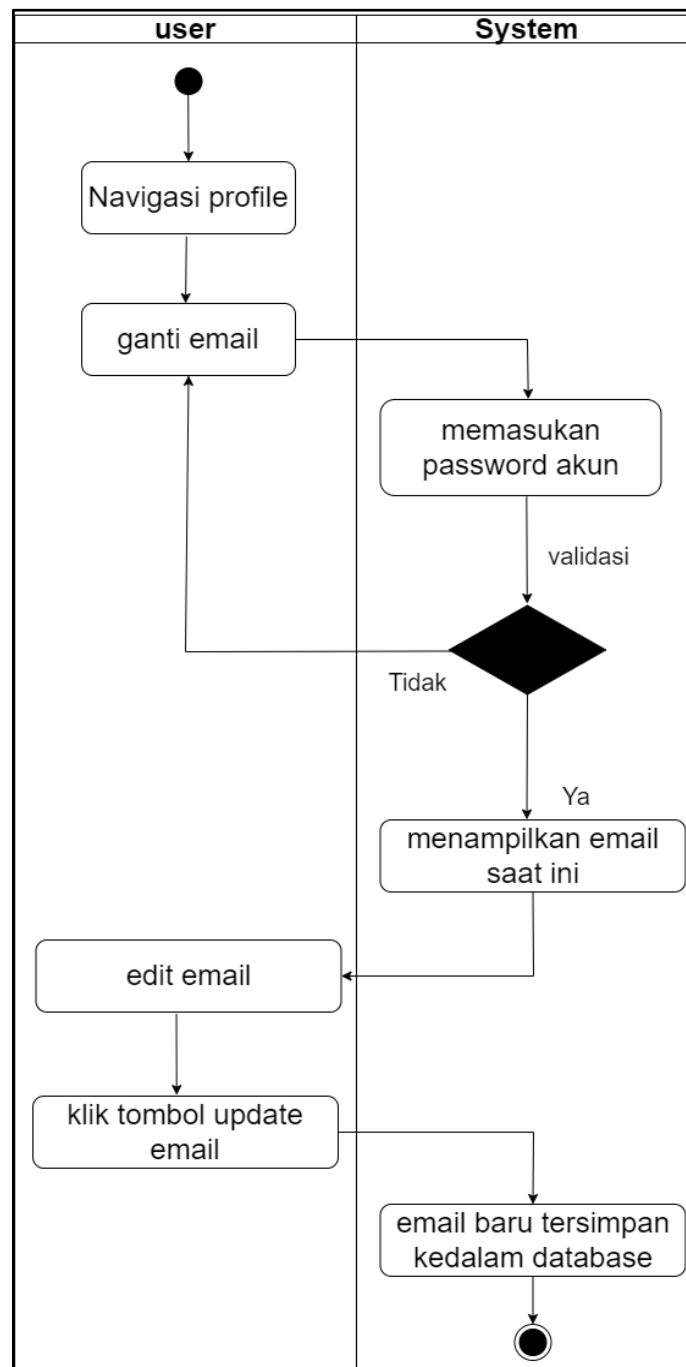 user
System
Navigasi profile
ganti email
memasukan
password akun
validasi
Tidak
Ya
menampilkan email
saat ini
edit email
klik tombol update
email
email baru tersimpan
kedalam database